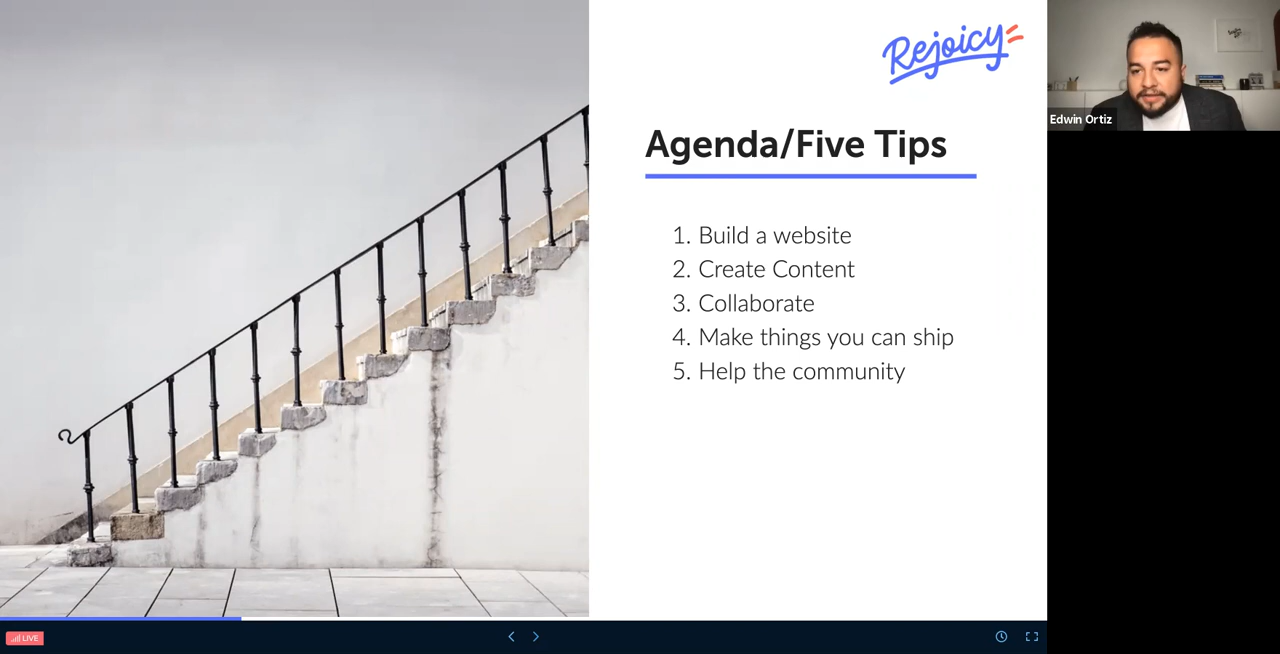 Rejoicy
Agenda/Five Tips
1. Build a website
2. Create Content
3. Collaborate
4. Make things you can ship
5. Help the community
Edwin Ortiz
LIVE